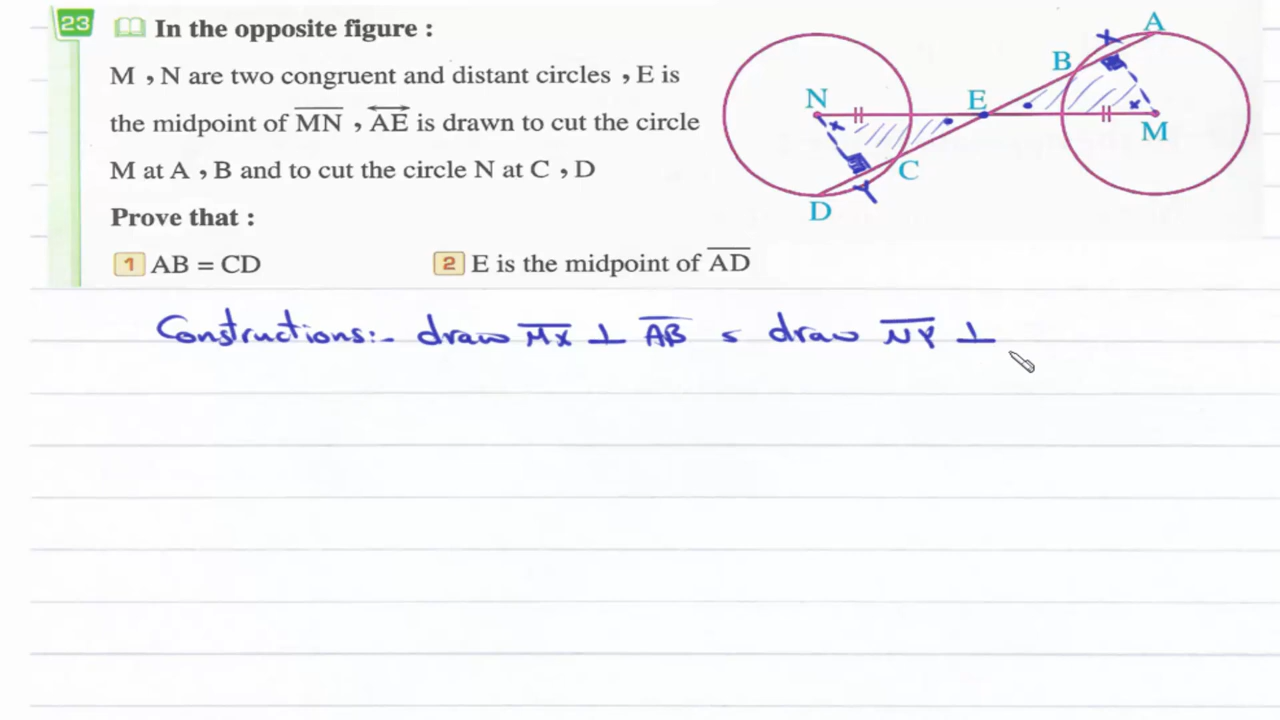 23 In the opposite figure :
M , N are two congruent and distant circles , E is
the midpoint of MN , AE is drawn to cut the circle
M at A , B and to cut the circle N at C , D
Prove that :
1 AB = CD 2 E is the midpoint of AD
A
X
B
N
E
M
C
Y
D
Constructions:- draw MX ⊥ AB , draw NY ⊥